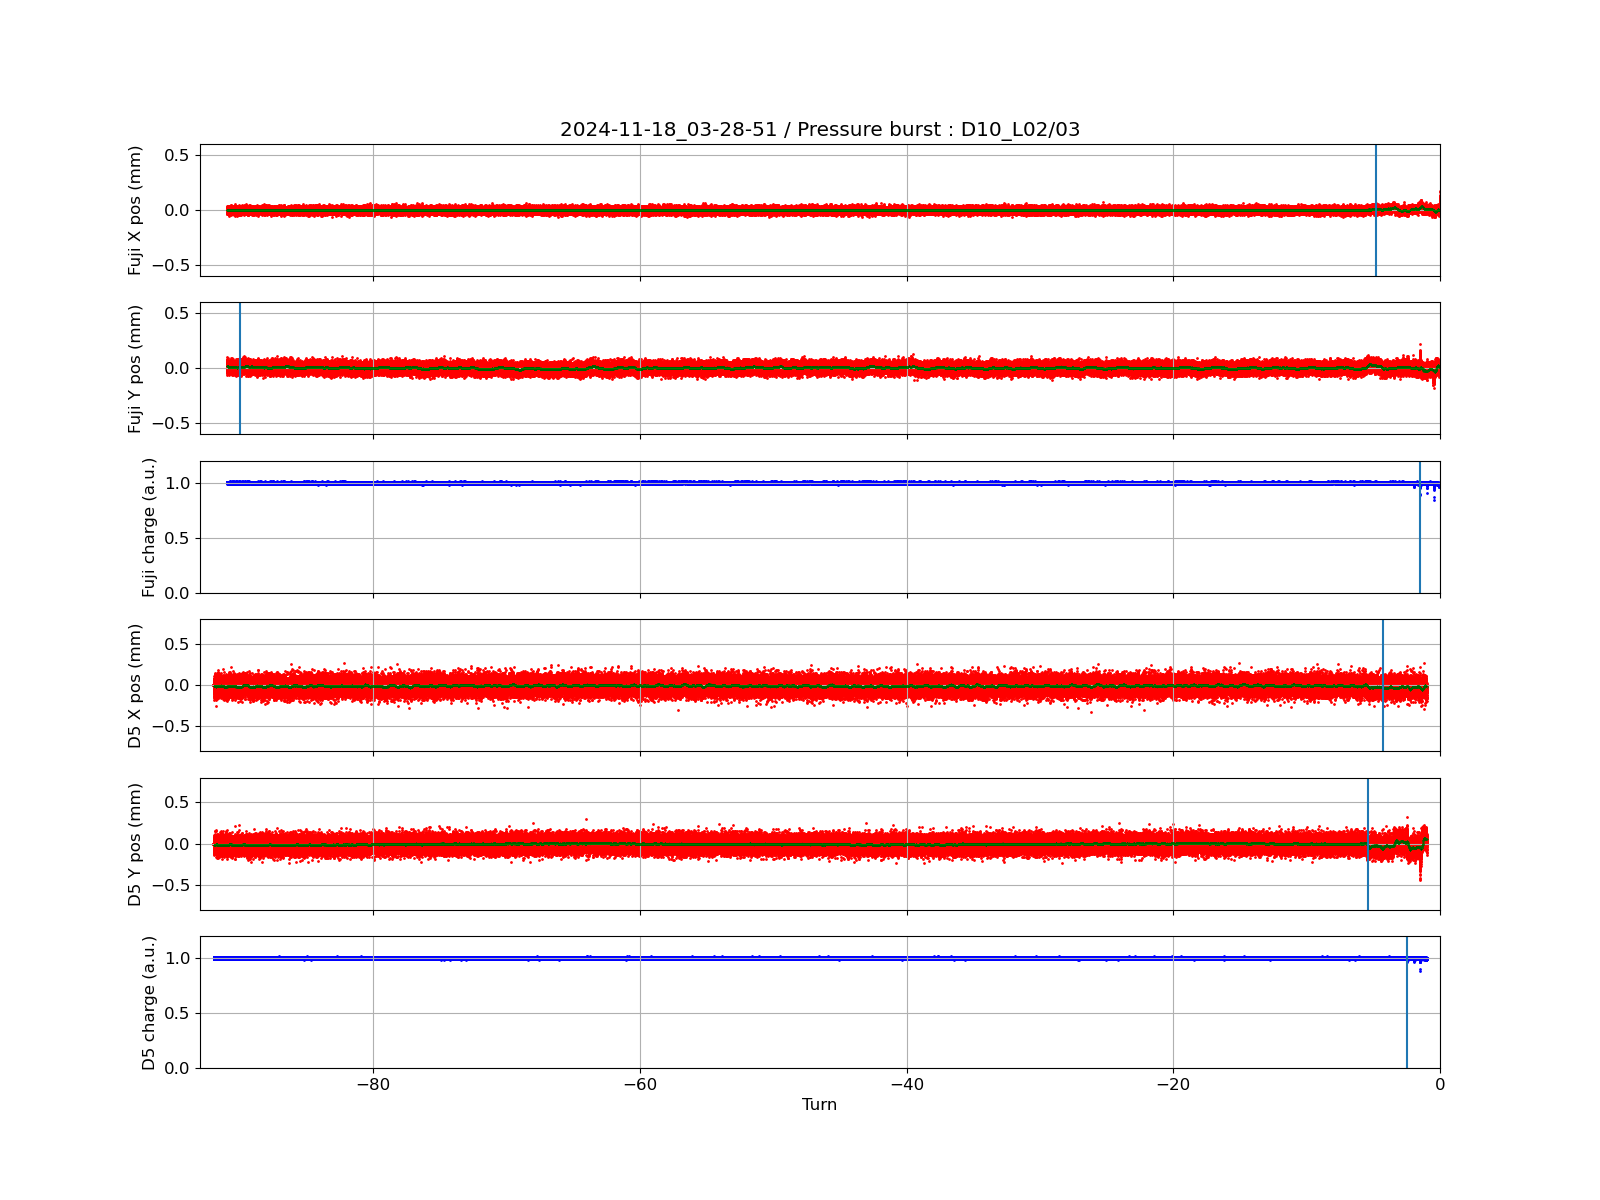 2024-11-18_03-28-51 / Pressure burst : D10_L02/03
Fuji X pos (mm)
0.5
0.0
−0.5
Fuji Y pos (mm)
0.5
0.0
−0.5
Fuji charge (a.u.)
1.0
0.5
0.0
D5 X pos (mm)
0.5
0.0
−0.5
D5 Y pos (mm)
0.5
0.0
−0.5
D5 charge (a.u.)
1.0
0.5
0.0
−80 −60 −40 −20 0
Turn